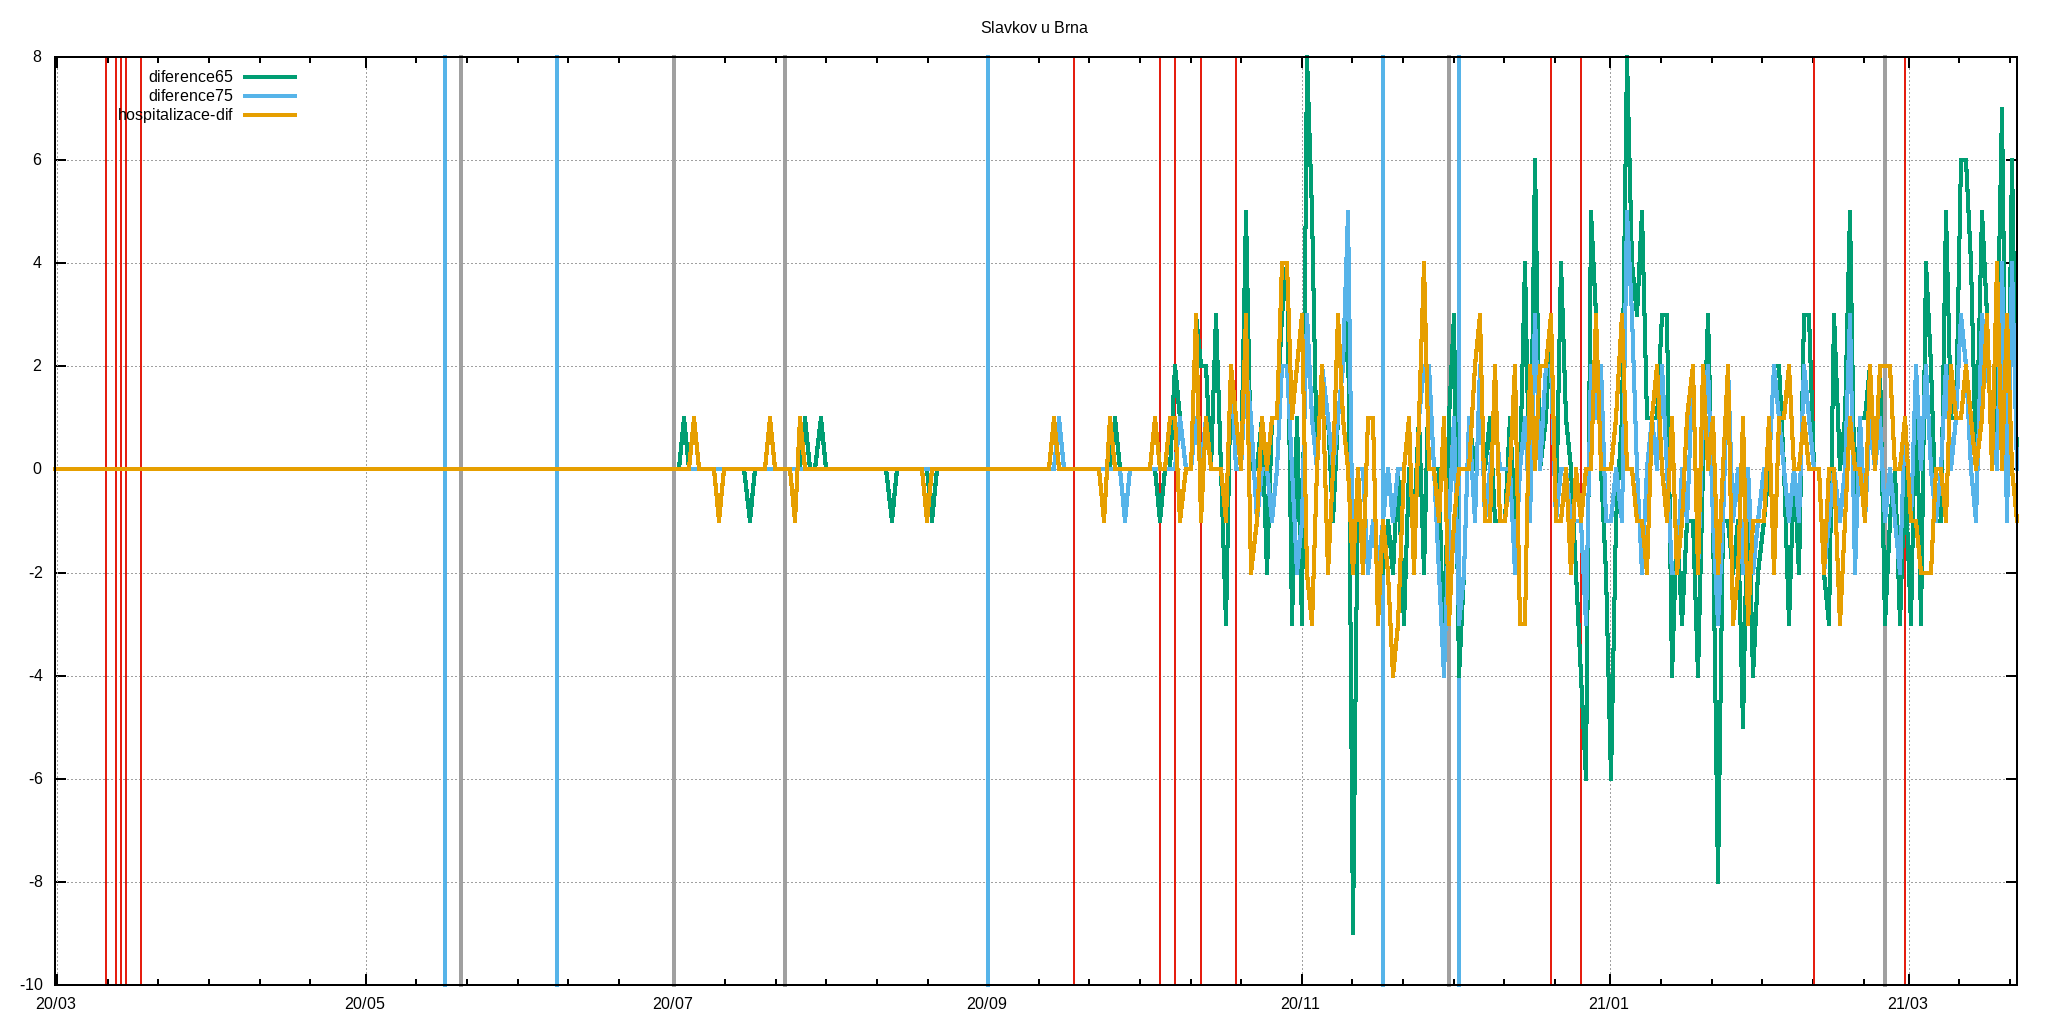 Slavkov u Brna
diference65
diference75
hospitalizace-dif
8
6
4
2
0
-2
-4
-6
-8
-10
20/03 20/05 20/07 20/09 20/11 21/01 21/03